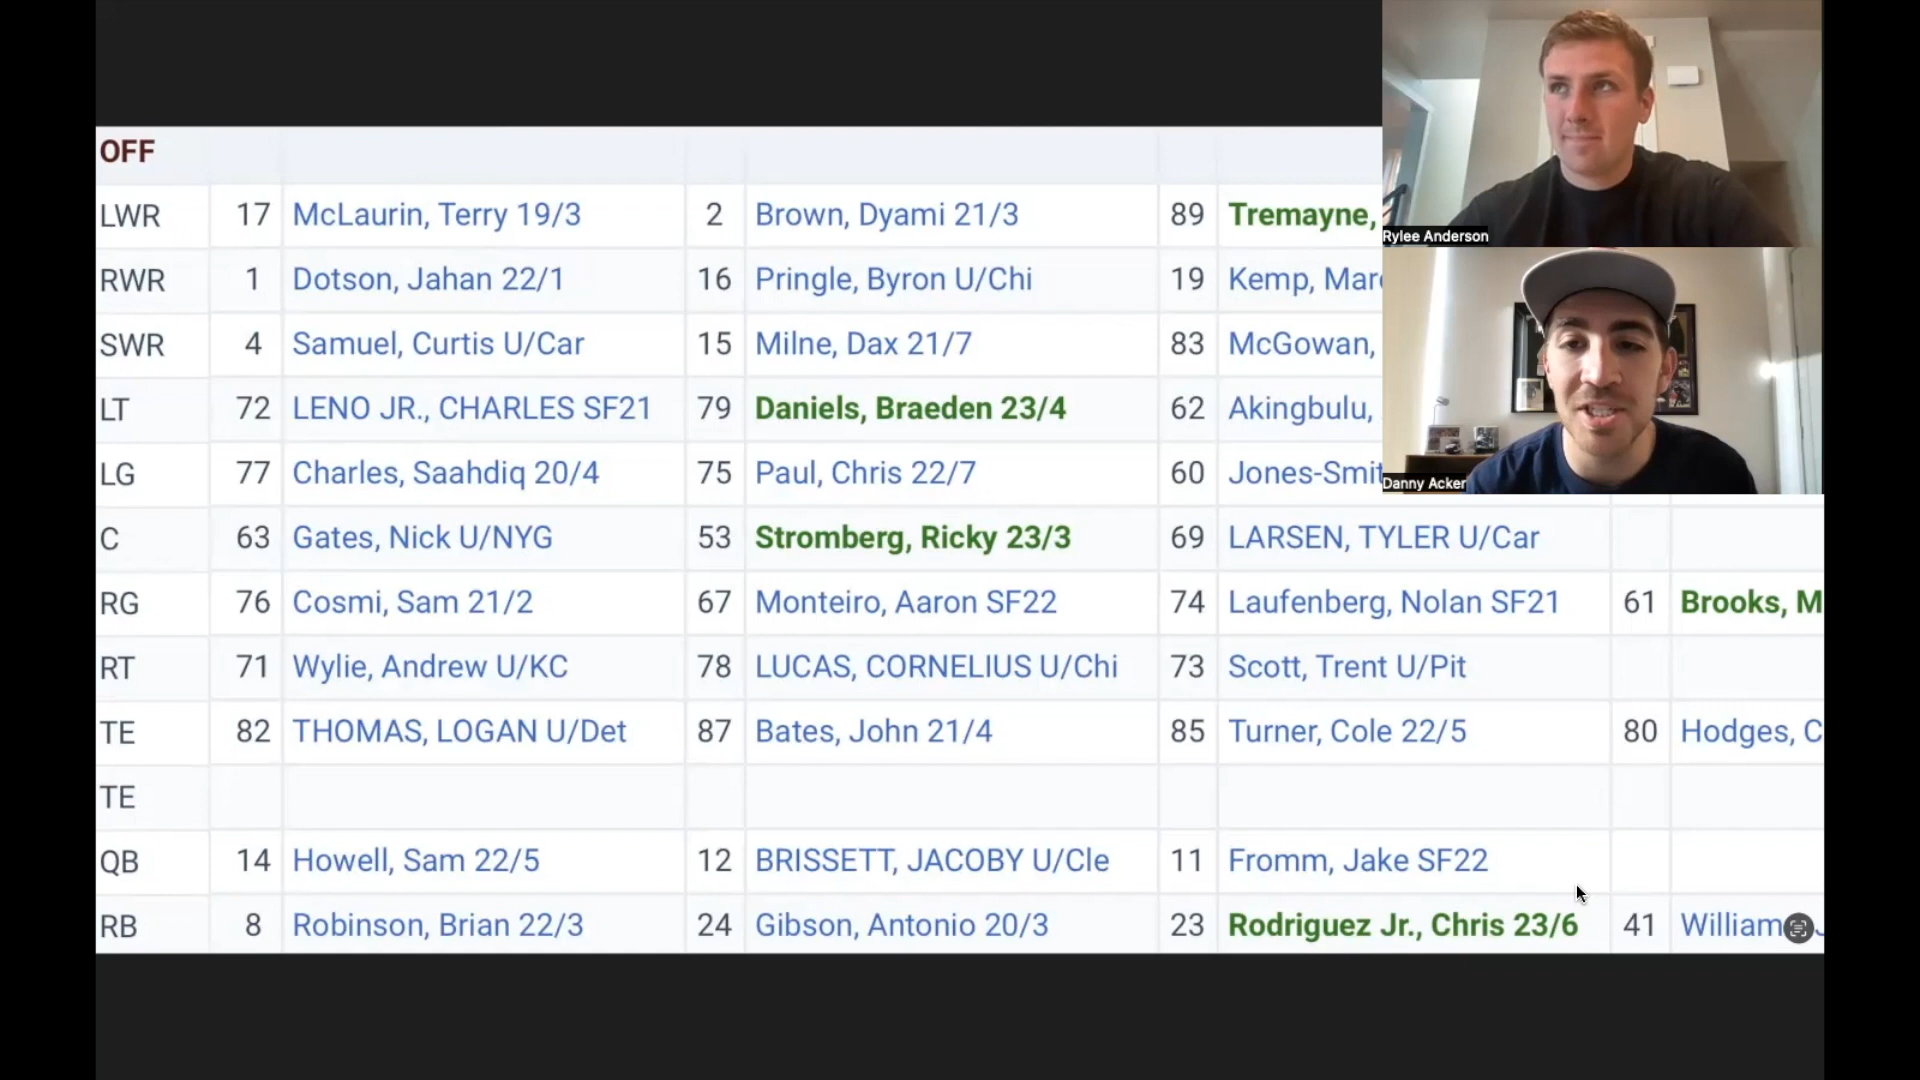 OFF
LWR 17 McLaurin, Terry 19/3 2 Brown, Dyami 21/3 89 Tremayne,
Rylee Anderson
RWR 1 Dotson, Jahan 22/1 16 Pringle, Byron U/Chi 19 Kemp,
SWR 4 Samuel, Curtis U/Car 15 Milne, Dax 21/7 83 McGowan,
LT 72 LENO JR., CHARLES SF21 79 Daniels, Braeden 23/4 62 Akingbulu,
LG 77 Charles, Saahdiq 20/4 75 Paul, Chris 22/7 60 Jones-Smit
Danny Acker
C 63 Gates, Nick U/NYG 53 Stromberg, Ricky 23/3 69 LARSEN, TYLER U/Car
RG 76 Cosmi, Sam 21/2 67 Monteiro, Aaron SF22 74 Laufenberg, Nolan SF21 61 Brooks, M
RT 71 Wylie, Andrew U/KC 78 LUCAS, CORNELIUS U/Chi 73 Scott, Trent U/Pit
TE 82 THOMAS, LOGAN U/Det 87 Bates, John 21/4 85 Turner, Cole 22/5 80 Hodges, C
TE
QB 14 Howell, Sam 22/5 12 BRISSETT, JACOBY U/Cle 11 Fromm, Jake SF22
RB 8 Robinson, Brian 22/3 24 Gibson, Antonio 20/3 23 Rodriguez Jr., Chris 23/6 41 William